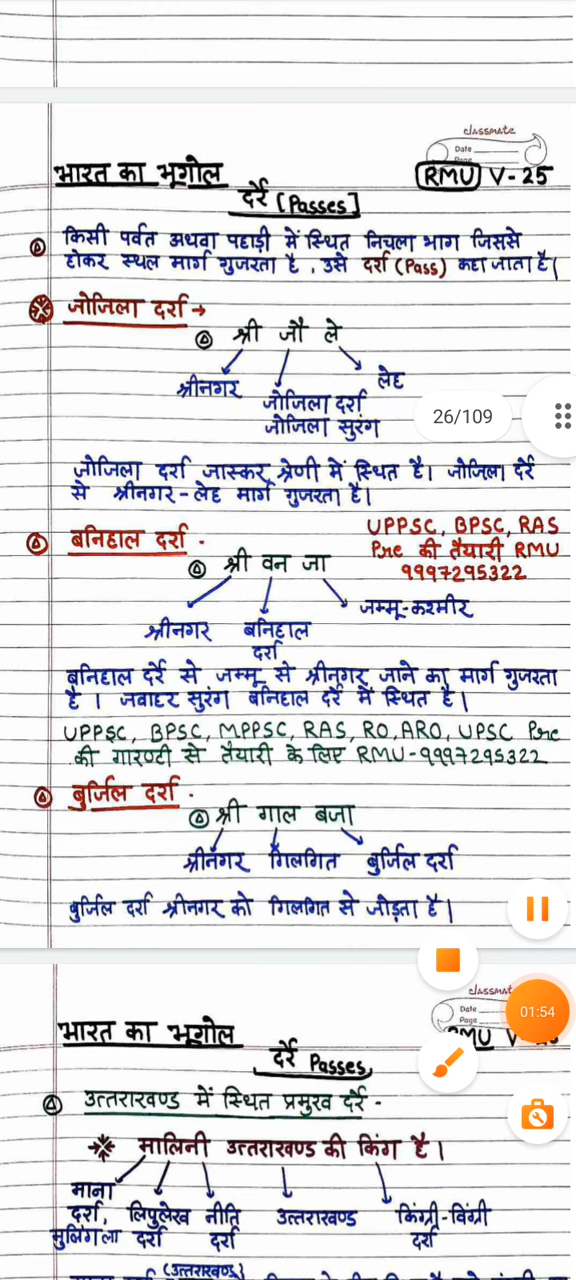 classmate
Date
Page
भारत का भूगोल
RMU V-25
दर्रे [Passes]
किसी पर्वत अथवा पहाड़ी में स्थित निचला भाग जिससे
होकर स्थल मार्ग गुजरता है, उसे दर्रा (Pass) कहा जाता है।
जोजिला दर्रा →
श्री जौ ले
श्रीनगर
जोजिला दर्रा
जोजिला सुरंग
लेह
26/109
जोजिला दर्रा जास्कर श्रेणी में स्थित है। जोजिला दर्रे
से श्रीनगर-लेह मार्ग गुजरता है।
बनिहाल दर्रा.
UPPSC, BPSC, RAS
Pre की तैयारी RMU
9997295322
श्री वन जा
श्रीनगर
बनिहाल
दर्रा
जम्मू-कश्मीर
बनिहाल दर्रे से जम्मू से श्रीनगर जाने का मार्ग गुजरता
है। जवाहर सुरंग बनिहाल दर्रे में स्थित है।
UPPSC, BPSC, MPPSC, RAS, RO, ARO, UPSC Pre
की गारण्टी से तैयारी के लिए RMU-9997295322
बुर्जिल दर्रा.
श्री गाल बजा
श्रीनगर गिलगित बुर्जिल दर्रा
बुर्जिल दर्रा श्रीनगर को गिलगित से जोड़ता है।
classmat
Date
Page
01:54
भारत का भूगोल
RMU
दर्रे Passes
उत्तराखण्ड में स्थित प्रमुख दर्रे -
मालिनी उत्तराखण्ड की किंग है।
माना
दर्रा,
मुलिंगला
लिपुलेख
दर्रा
नीति
दर्रा
उत्तराखण्ड
किंग्री-विंग्री
दर्रा
(उत्तराखण्ड)